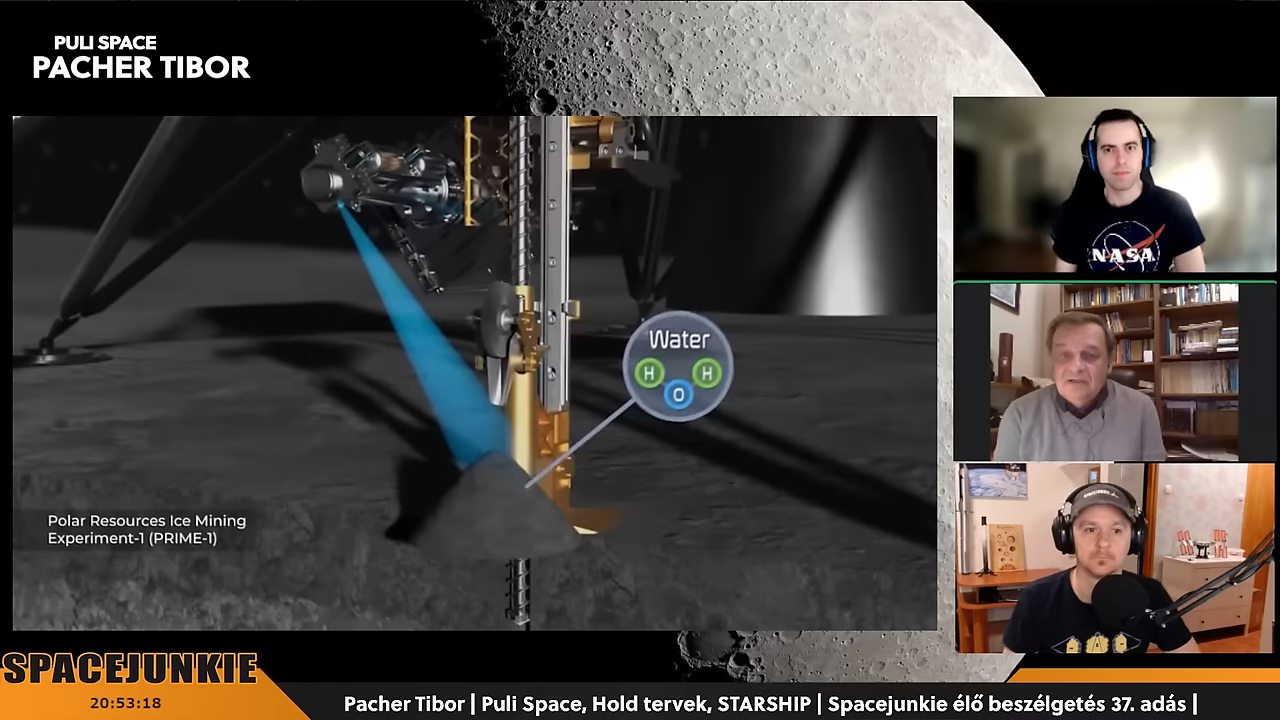 PULI SPACE
PACHER TIBOR
Water
H
H
O
NASA
Polar Resources Ice Mining
Experiment-1 (PRIME-1)
SPACEJUNKIE
20:53:18
Pacher Tibor | Puli Space, Hold tervek, STARSHIP | Spacejunkie élő beszélgetés 37. adás |